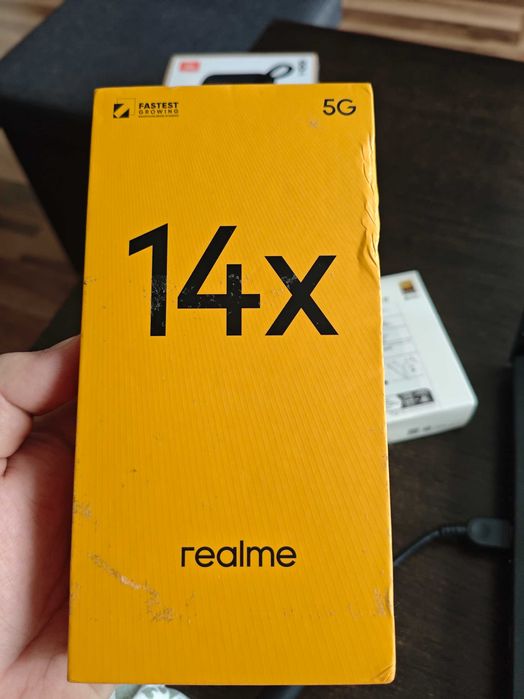 FASTEST
GROWING
5G
14x
realme